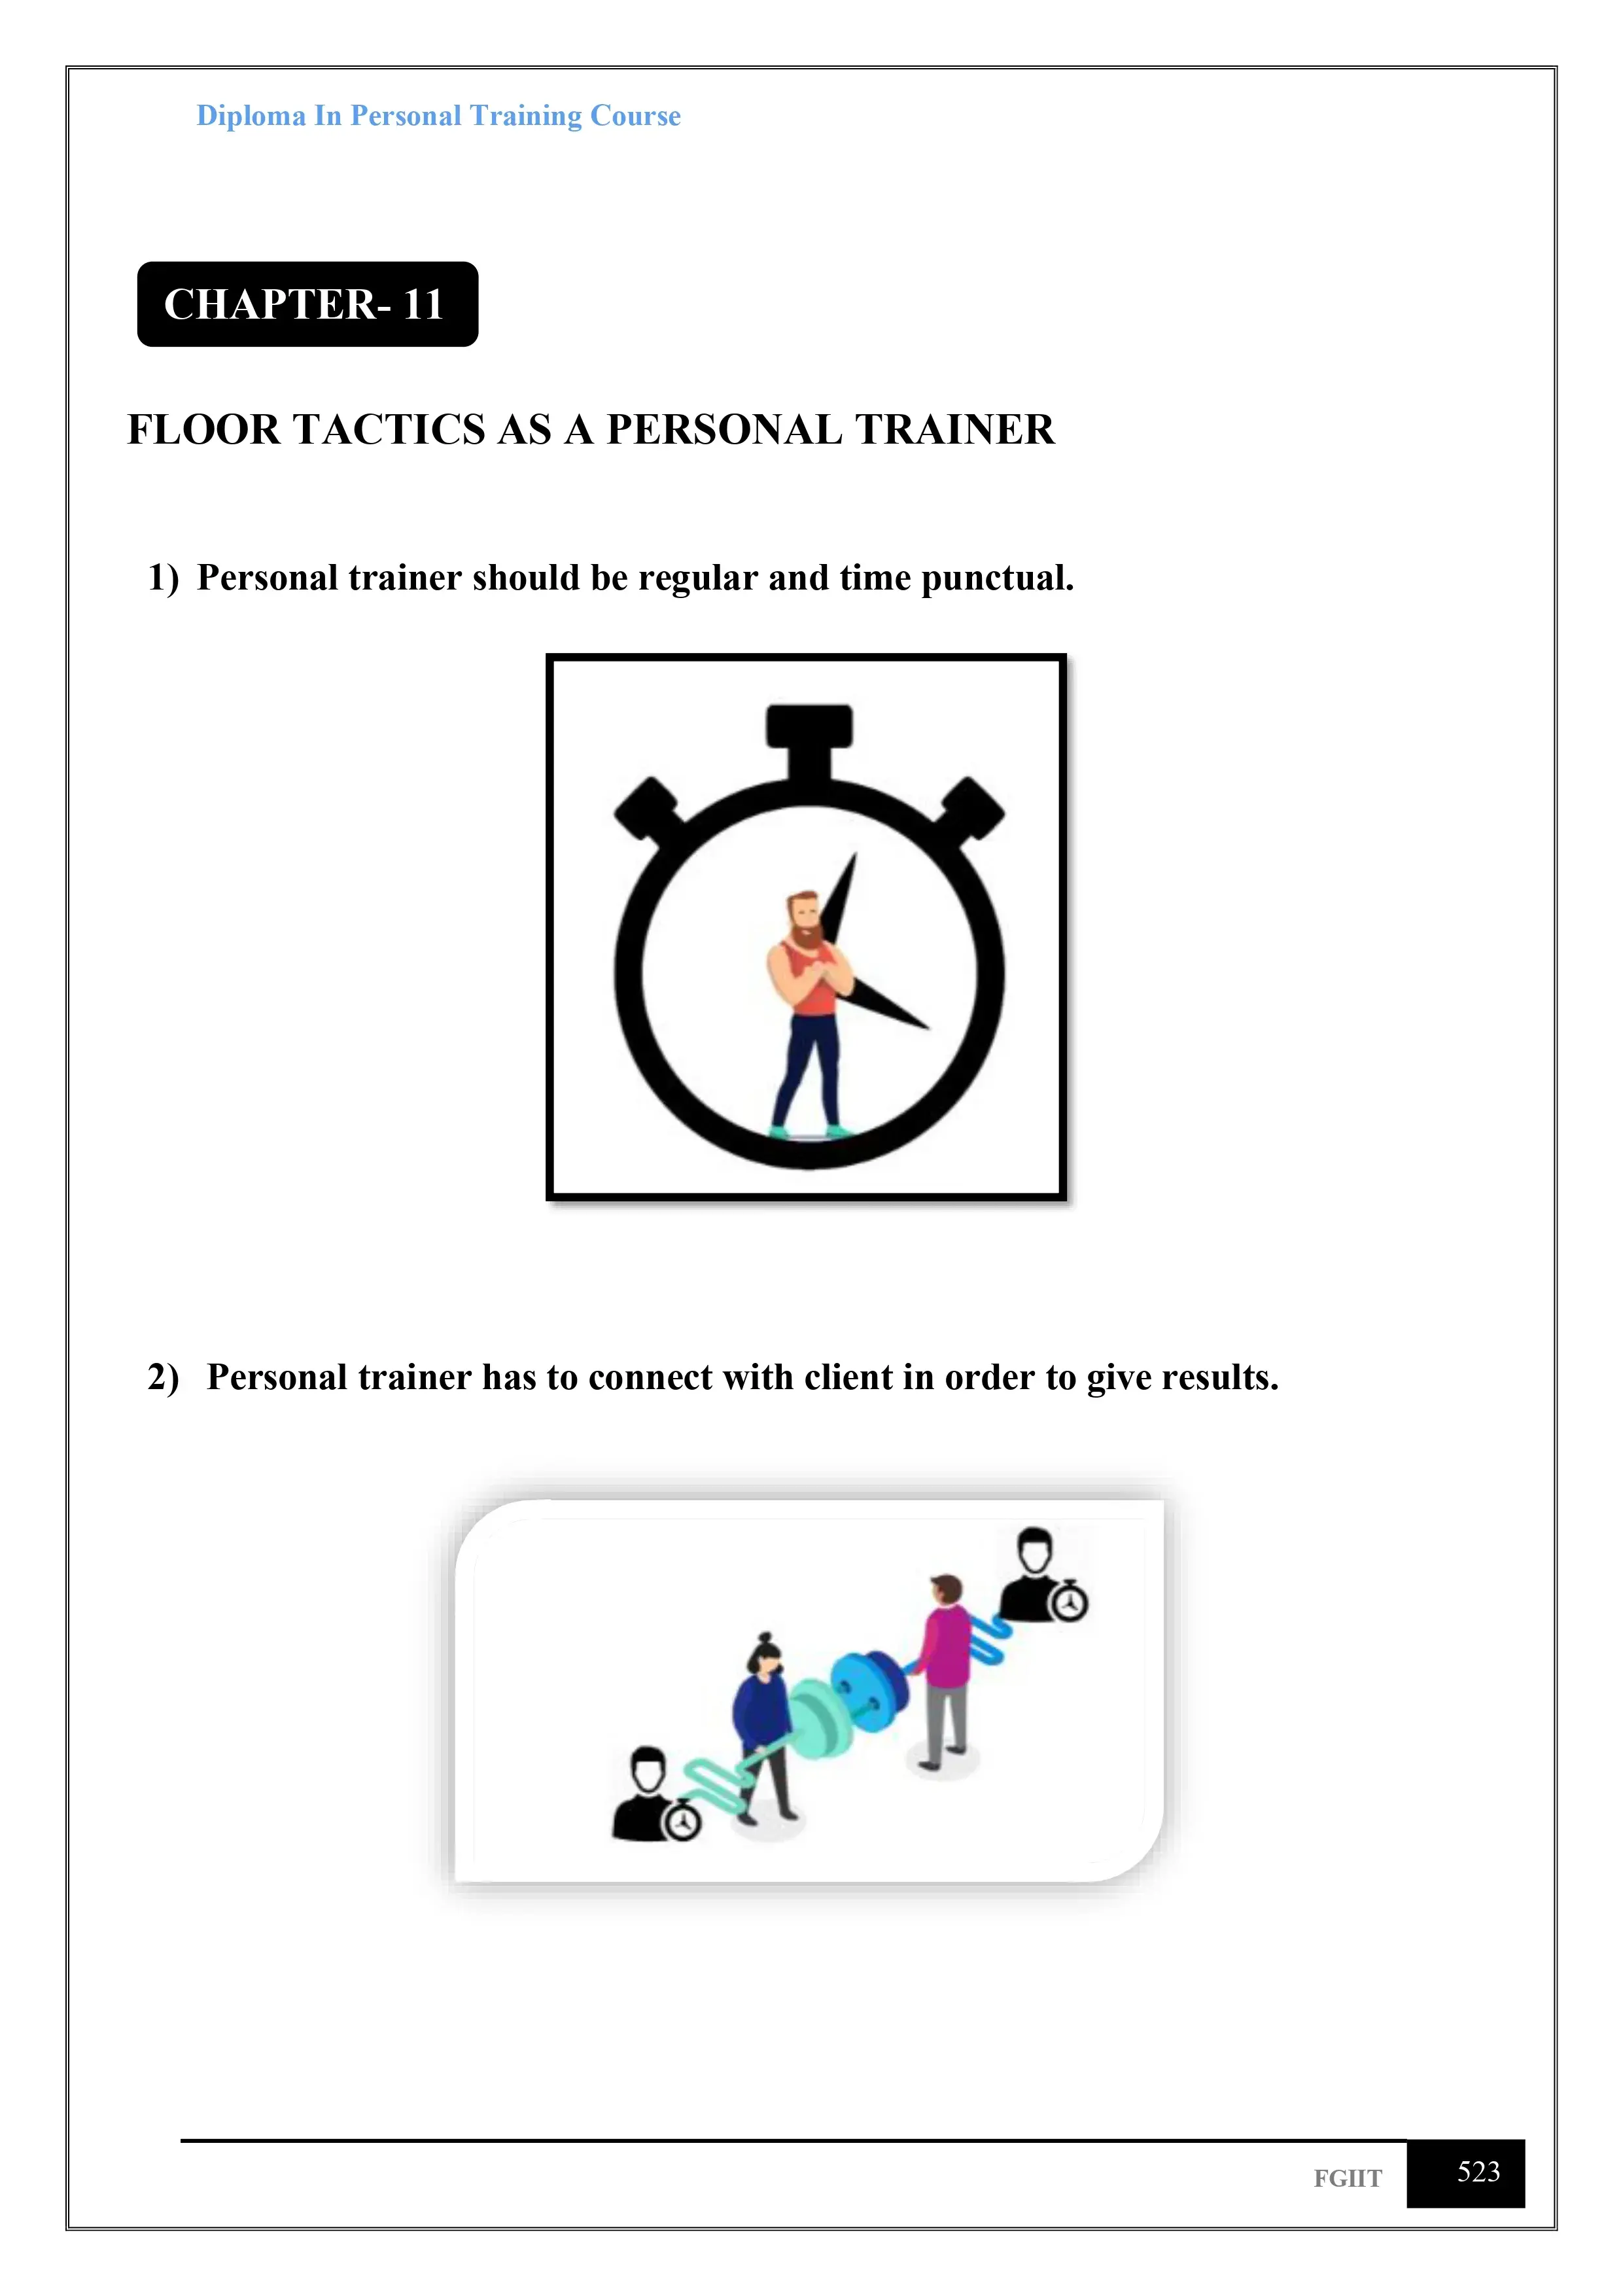 Diploma In Personal Training Course
CHAPTER- 11
FLOOR TACTICS AS A PERSONAL TRAINER
1) Personal trainer should be regular and time punctual.
2) Personal trainer has to connect with client in order to give results.
FGIIT
523